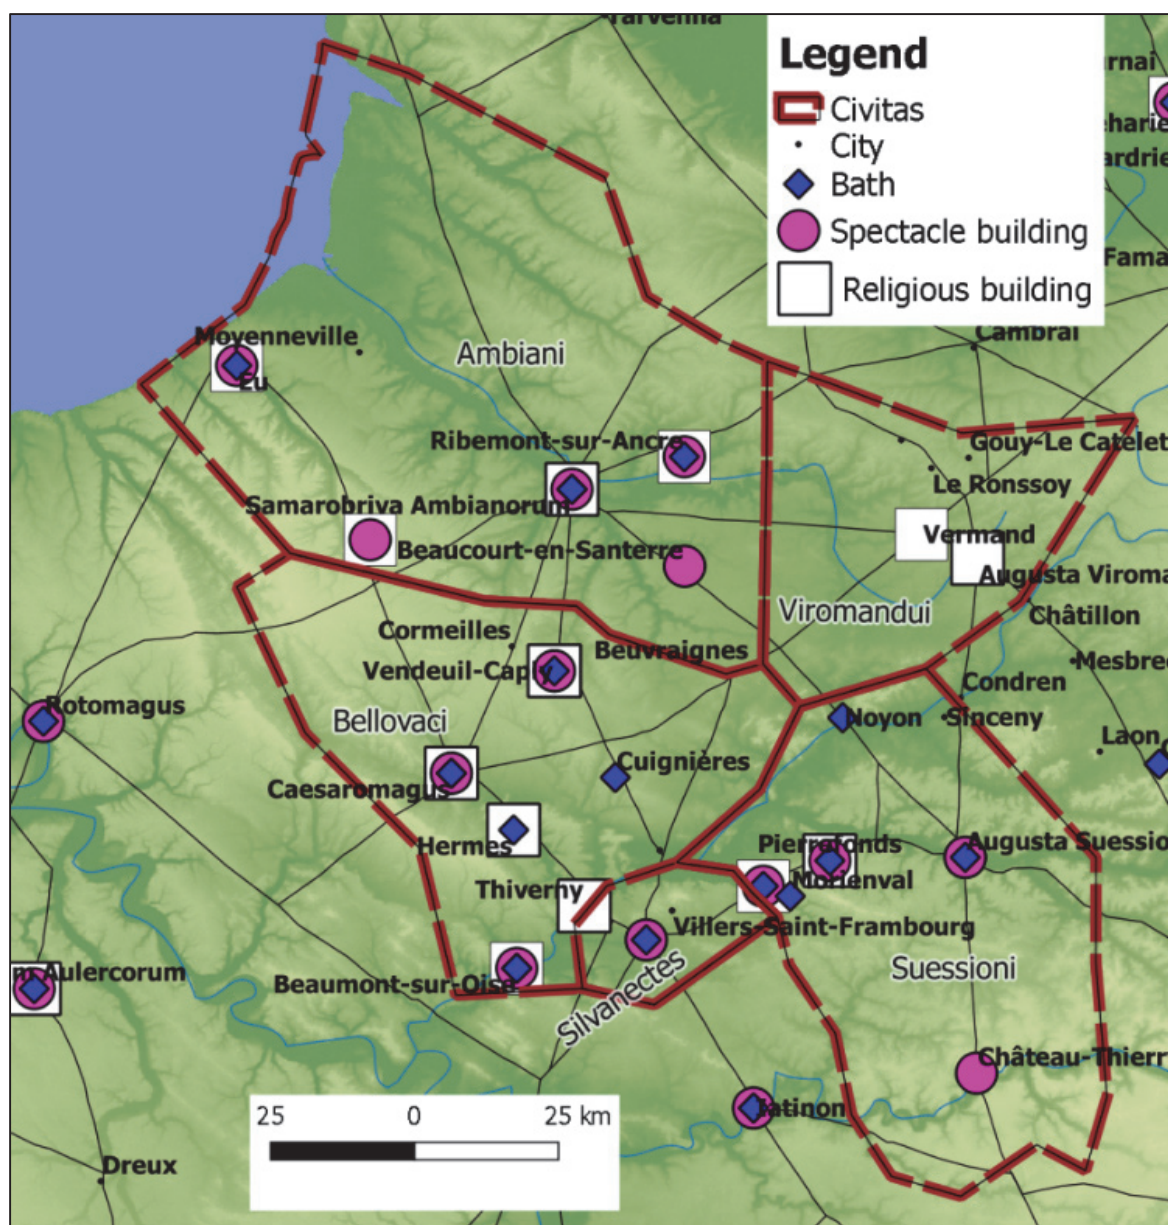 Tarvenna
Legend
Civitas
City
Bath
Spectacle building
Religious building
Cambrai
Moyenneville
Eu
Ambiani
Ribemont-sur-Ancre
Gouy-Le Catelet
Le Ronssoy
Samarobriva Ambianorum
Vermand
Beaucourt-en-Santerre
Augusta Viroma
Viromandui
Châtillon
Cormeilles
Beuvraignes
Vendeuil-Caply
Mesbrec
Condren
Rotomagus
Bellovaci
Noyon
Sinceny
Laon
Cuignières
Caesaromagus
Hermes
Pierrefonds
Augusta Suessio
Morienval
Thiverny
Villers-Saint-Frambourg
m Aulercorum
Beaumont-sur-Oise
Silvanectes
Suessioni
Château-Thierr
Iatinon
25 0 25 km
Dreux